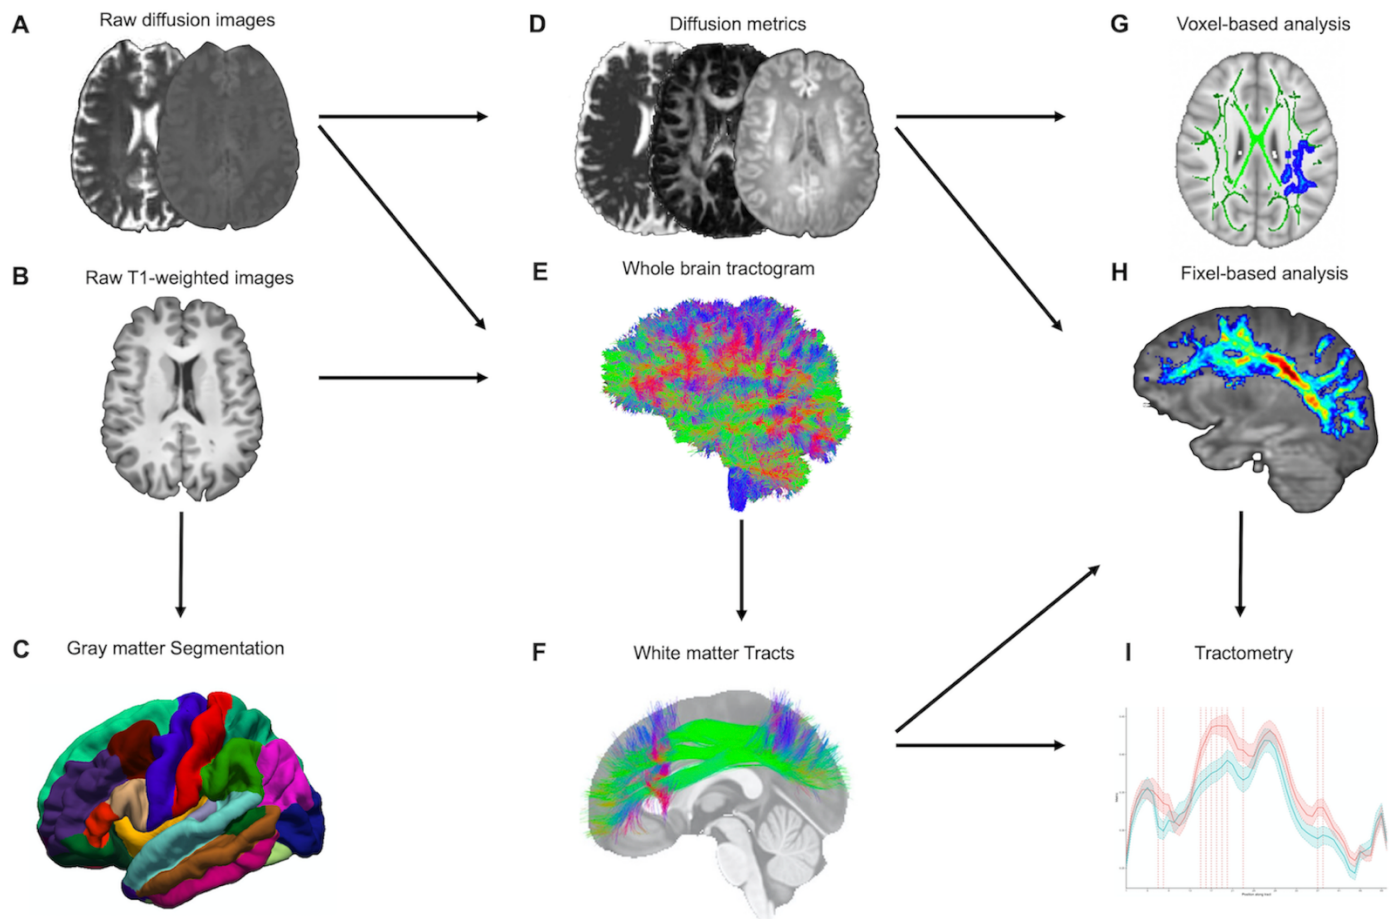 A Raw diffusion images
D Diffusion metrics
G Voxel-based analysis
B Raw T1-weighted images
E Whole brain tractogram
H Fixel-based analysis
C Gray matter Segmentation
F White matter Tracts
I Tractometry